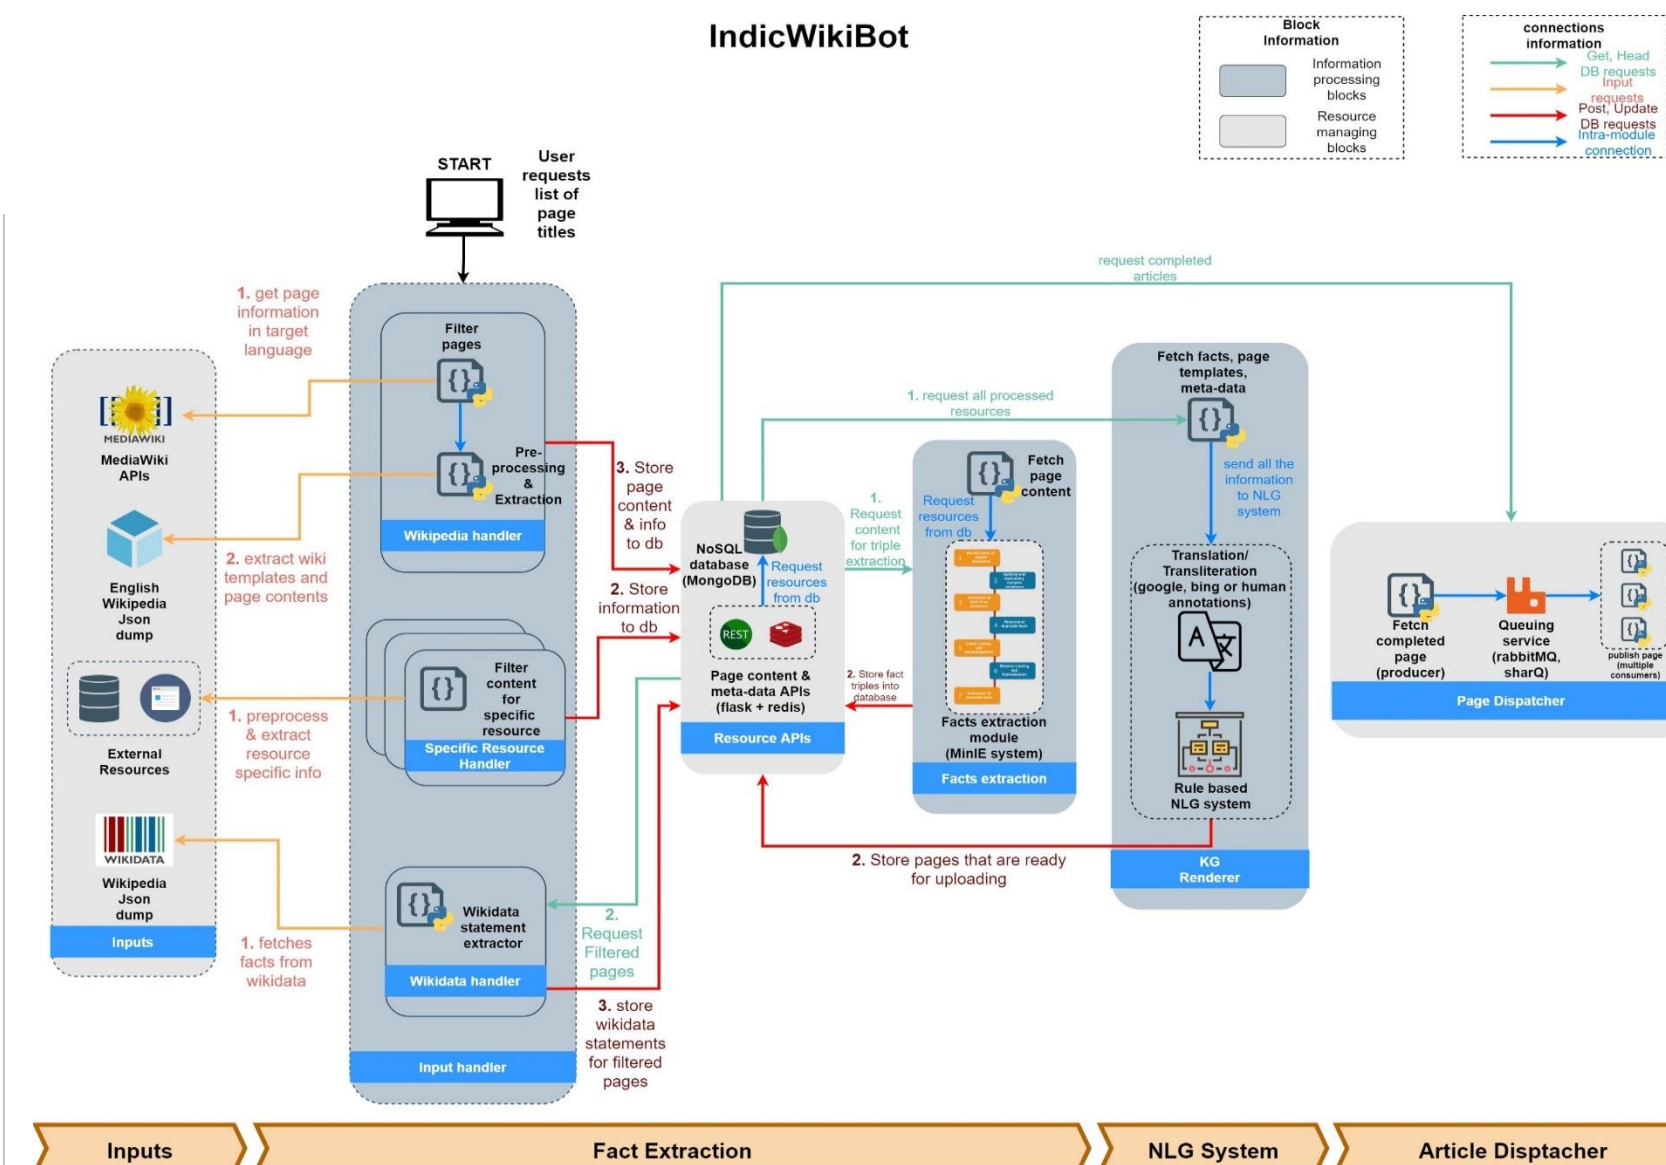 IndicWikiBot
Block
Information
Information
processing
blocks
Resource
managing
blocks
connections
information
Get, Head
DB requests
Input
requests
Post, Update
DB requests
Intra-module
connection
START
User
requests
list of
page
titles
1. get page
information
in target
language
MEDIAWIKI
MediaWiki
APIs
English
Wikipedia
Json
dump
2. extract wiki
templates and
page contents
External
Resources
1. preprocess
& extract
resource
specific info
WIKIDATA
Wikipedia
Json
dump
Inputs
1. fetches
facts from
wikidata
Filter
pages
Pre-
processing
&
Extraction
Wikipedia handler
Filter
content
for
specific
resource
Specific Resource
Handler
Wikidata
statement
extractor
Wikidata handler
Input handler
3. Store
page
content
& info
to db
2. Store
information
to db
2.
Request
Filtered
pages
3. store
wikidata
statements
for filtered
pages
NoSQL
database
(MongoDB)
Request
resources
from db
REST
Page content &
meta-data APIs
(flask + redis)
Resource APIs
request completed
articles
1. request all processed
resources
1.
Request
content
for triple
extraction
2. Store fact
triples into
database
Fetch
page
content
Request
resources
from db
Facts extraction
module
(MinIE system)
Facts extraction
2. Store pages that are ready
for uploading
Fetch facts, page
templates,
meta-data
send all the
information
to NLG
system
Translation/
Transliteration
(google, bing or human
annotations)
A
文
Rule based
NLG system
KG
Renderer
Fetch
completed
page
(producer)
Queuing
service
(rabbitMQ,
sharQ)
publish page
(multiple
consumers)
Page Dispatcher
Inputs
Fact Extraction
NLG System
Article Disptacher